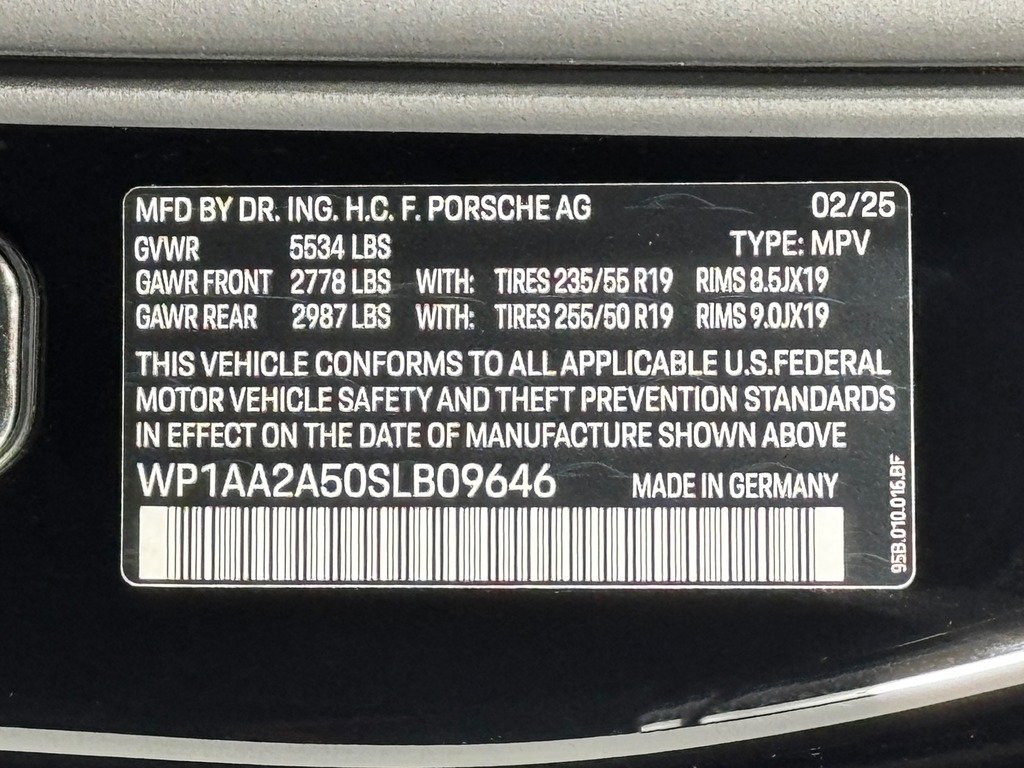 MFD BY DR. ING. H.C. F. PORSCHE AG 02/25
GVWR 5534 LBS TYPE: MPV
GAWR FRONT 2778 LBS WITH: TIRES 235/55 R19 RIMS 8.5JX19
GAWR REAR 2987 LBS WITH: TIRES 255/50 R19 RIMS 9.0JX19
THIS VEHICLE CONFORMS TO ALL APPLICABLE U.S.FEDERAL
MOTOR VEHICLE SAFETY AND THEFT PREVENTION STANDARDS
IN EFFECT ON THE DATE OF MANUFACTURE SHOWN ABOVE
WP1AA2A50SLB09646 MADE IN GERMANY
95B.010.016.BF